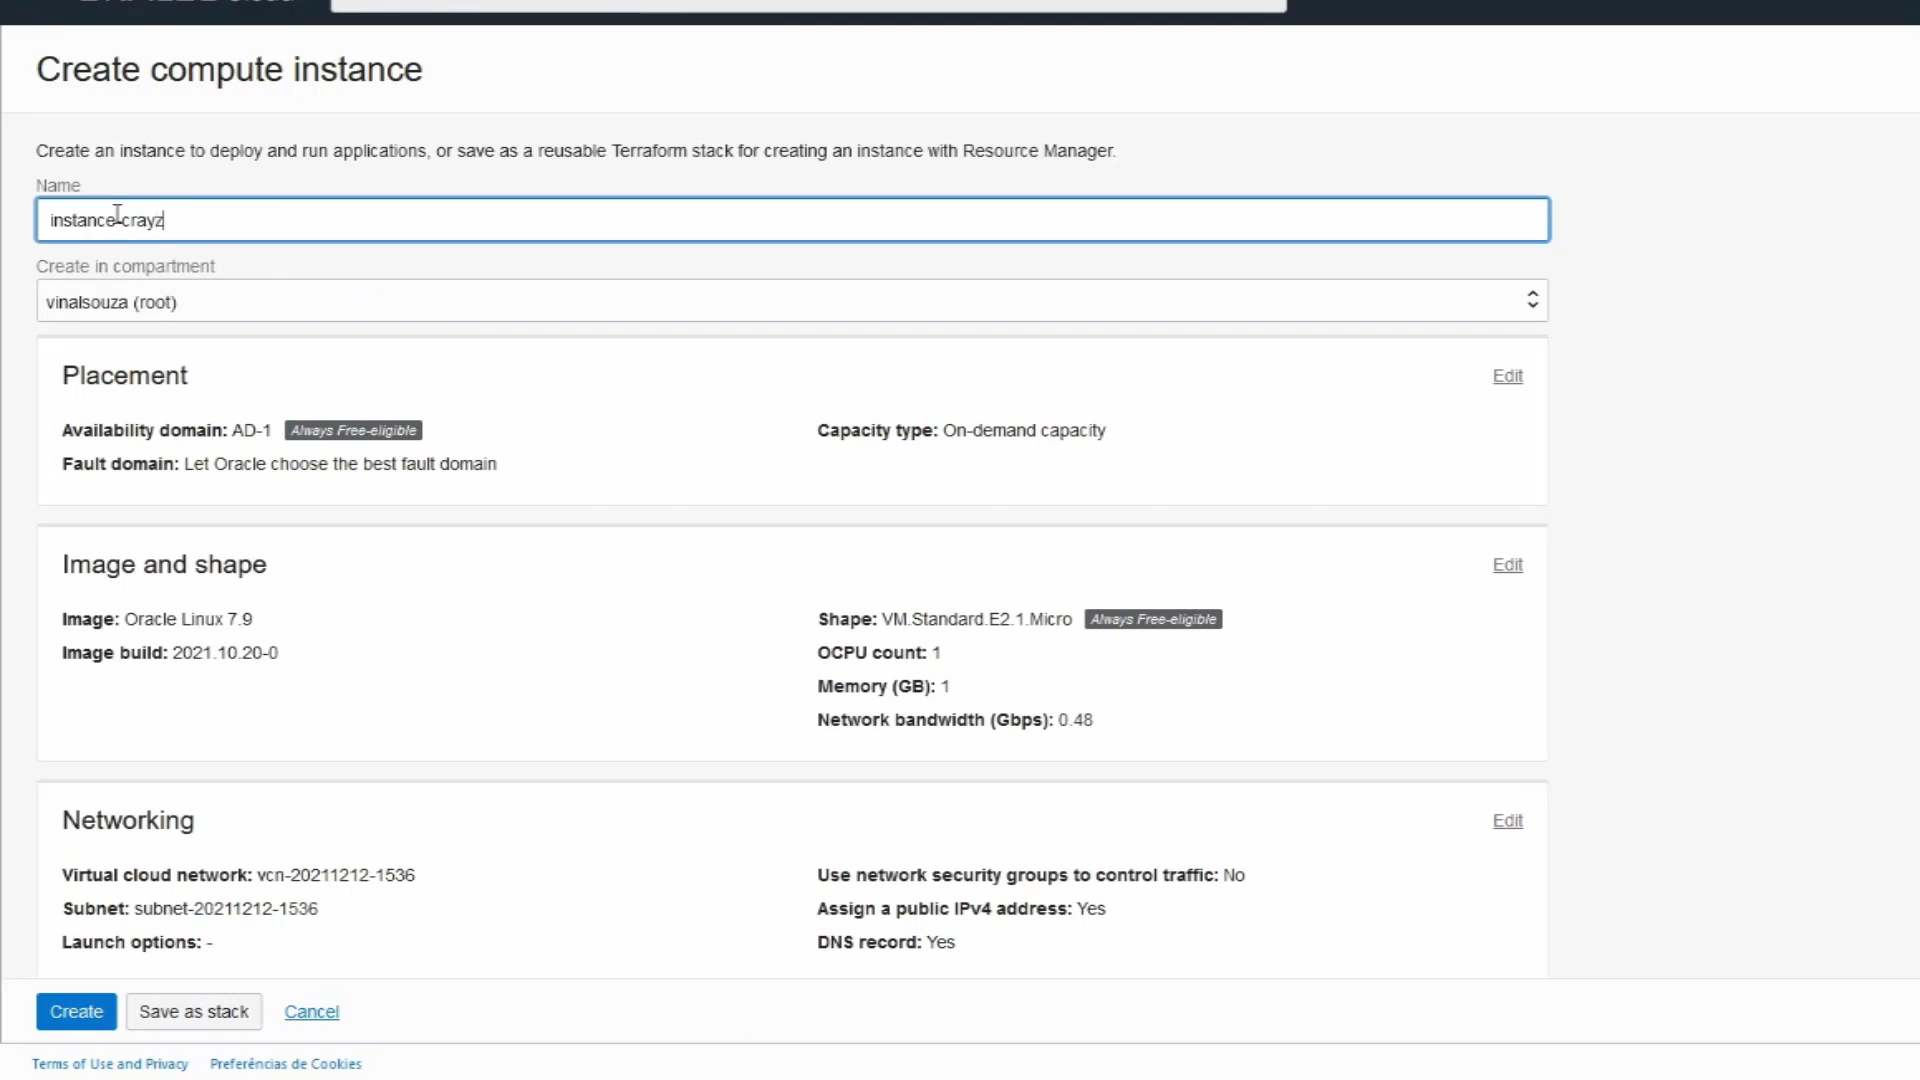 Create compute instance
Create an instance to deploy and run applications, or save as a reusable Terraform stack for creating an instance with Resource Manager.
Name
instance-crayz
Create in compartment
vinalsouza (root)
Placement
Edit
Availability domain: AD-1 Always Free-eligible
Capacity type: On-demand capacity
Fault domain: Let Oracle choose the best fault domain
Image and shape
Edit
Image: Oracle Linux 7.9
Shape: VM.Standard.E2.1.Micro Always Free-eligible
Image build: 2021.10.20-0
OCPU count: 1
Memory (GB): 1
Network bandwidth (Gbps): 0.48
Networking
Edit
Virtual cloud network: vcn-20211212-1536
Use network security groups to control traffic: No
Subnet: subnet-20211212-1536
Assign a public IPv4 address: Yes
Launch options: -
DNS record: Yes
Create
Save as stack
Cancel
Terms of Use and Privacy
Preferências de Cookies